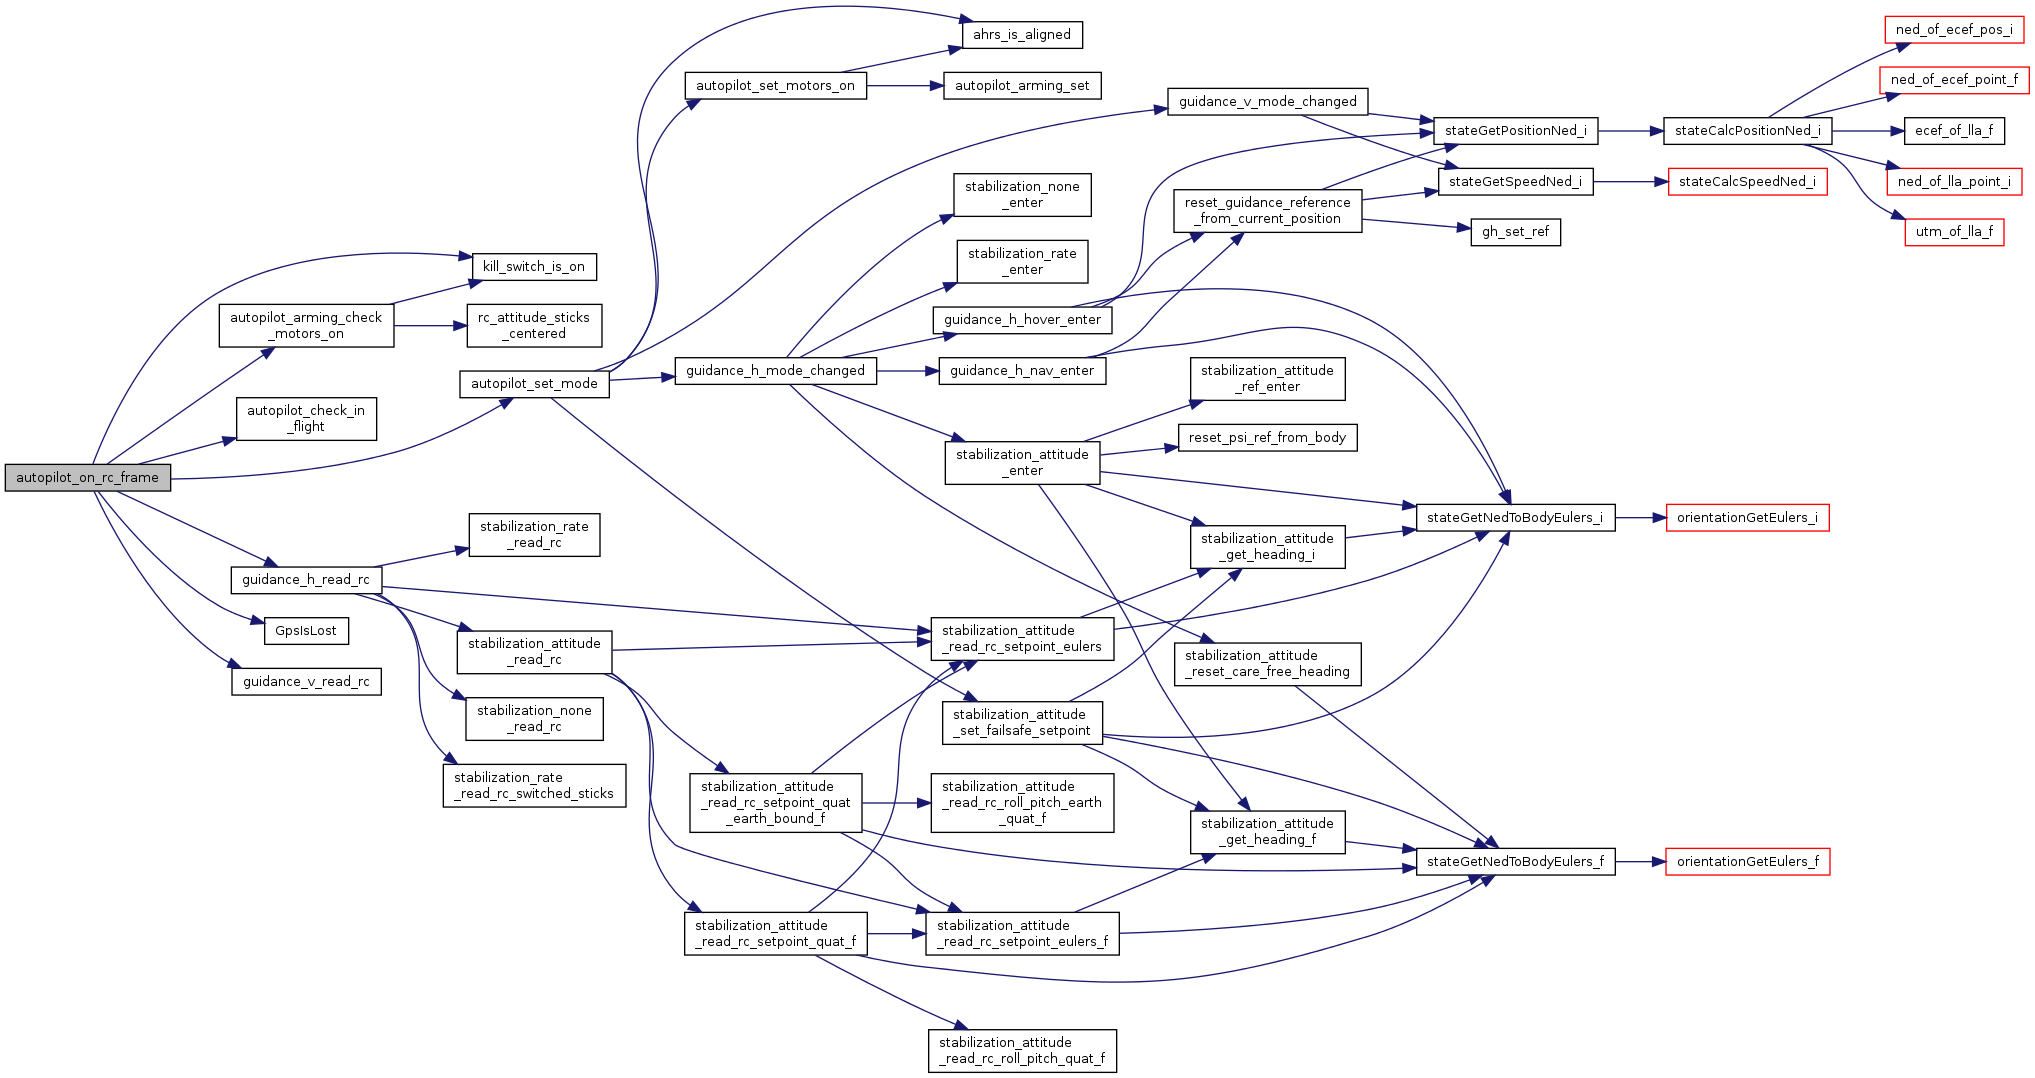 autopilot_on_rc_frame
kill_switch_is_on
autopilot_arming_check
_motors_on
rc_attitude_sticks
_centered
autopilot_check_in
_flight
autopilot_set_mode
guidance_h_read_rc
GpsIsLost
guidance_v_read_rc
stabilization_rate
_read_rc
stabilization_attitude
_read_rc
stabilization_none
_read_rc
stabilization_rate
_read_rc_switched_sticks
ahrs_is_aligned
autopilot_set_motors_on
autopilot_arming_set
guidance_h_mode_changed
stabilization_none
_enter
stabilization_rate
_enter
guidance_h_hover_enter
guidance_h_nav_enter
stabilization_attitude
_enter
stabilization_attitude
_read_rc_setpoint_eulers
stabilization_attitude
_set_failsafe_setpoint
stabilization_attitude
_read_rc_setpoint_quat
_earth_bound_f
stabilization_attitude
_read_rc_roll_pitch_earth
_quat_f
stabilization_attitude
_read_rc_setpoint_quat_f
stabilization_attitude
_read_rc_setpoint_eulers_f
stabilization_attitude
_read_rc_roll_pitch_quat_f
guidance_v_mode_changed
reset_guidance_reference
_from_current_position
stabilization_attitude
_ref_enter
reset_psi_ref_from_body
stabilization_attitude
_get_heading_i
stabilization_attitude
_reset_care_free_heading
stabilization_attitude
_get_heading_f
stateGetPositionNed_i
stateGetSpeedNed_i
gh_set_ref
stateGetNedToBodyEulers_i
stateGetNedToBodyEulers_f
stateCalcPositionNed_i
stateCalcSpeedNed_i
orientationGetEulers_i
orientationGetEulers_f
ned_of_ecef_pos_i
ned_of_ecef_point_f
ecef_of_lla_f
ned_of_lla_point_i
utm_of_lla_f